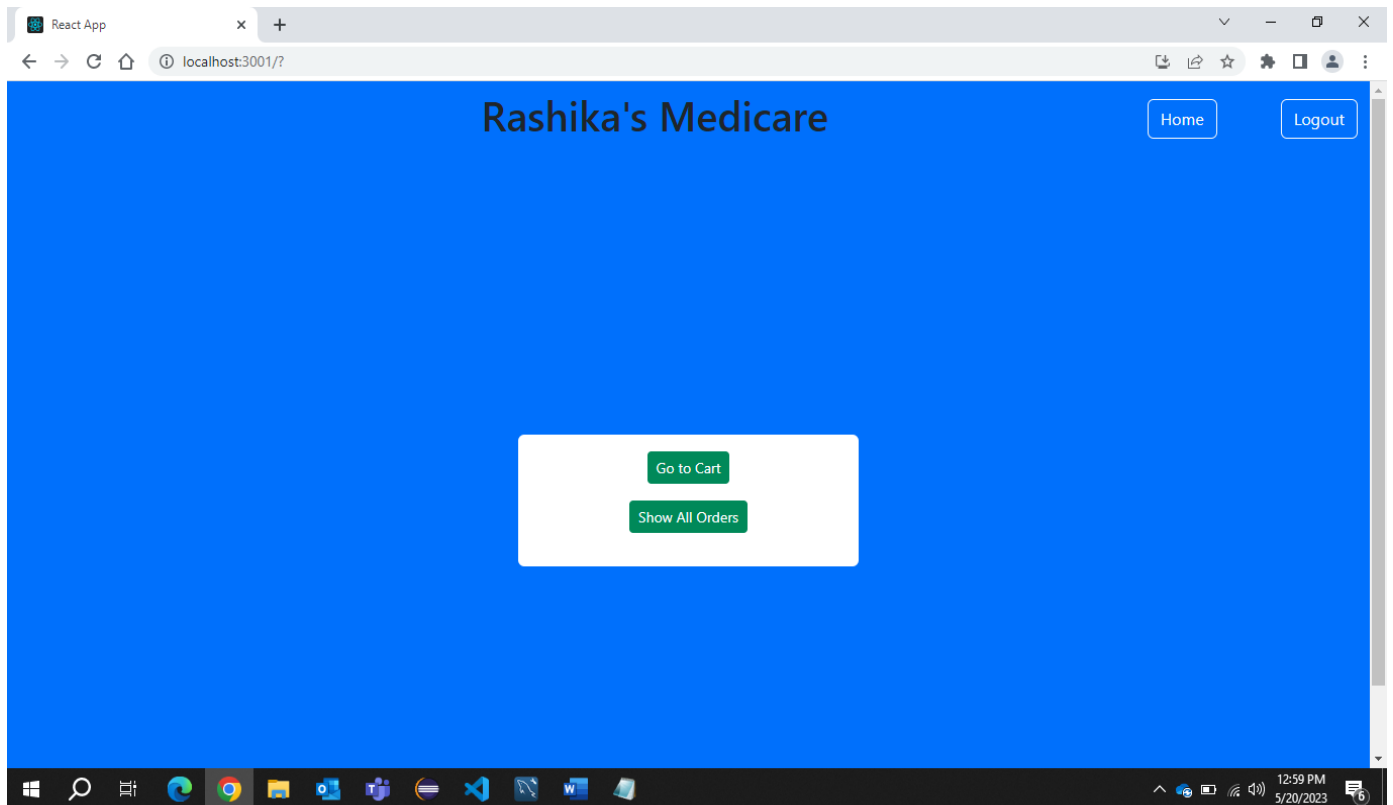 React App
localhost:3001/?
Rashika's Medicare
Home
Logout
Go to Cart
Show All Orders
12:59 PM
5/20/2023
6